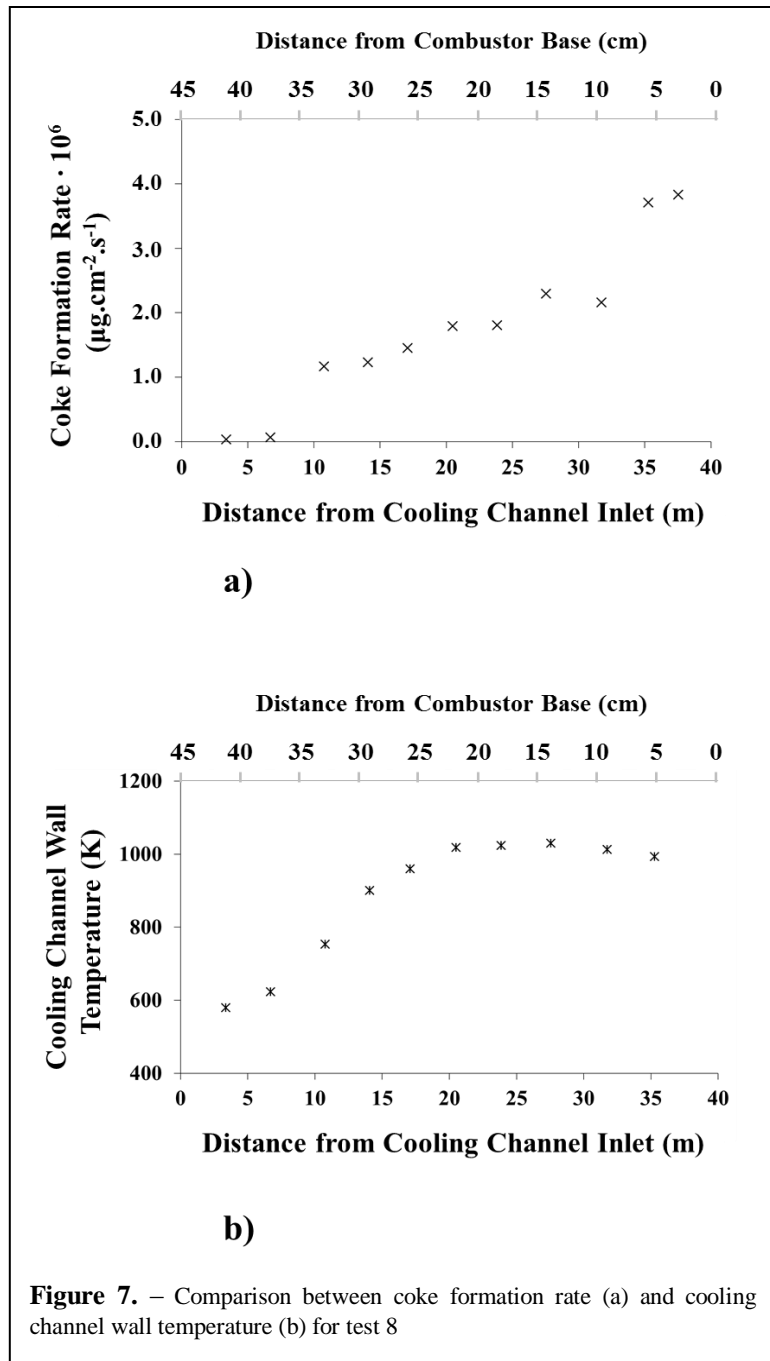 Distance from Combustor Base (cm)
45 40 35 30 25 20 15 10 5 0
5.0
4.0
3.0
2.0
1.0
0.0
Coke Formation Rate · 10⁶
(µg.cm⁻².s⁻¹)
0 5 10 15 20 25 30 35 40
Distance from Cooling Channel Inlet (m)
a)
Distance from Combustor Base (cm)
45 40 35 30 25 20 15 10 5 0
1200
1000
800
600
400
Cooling Channel Wall
Temperature (K)
0 5 10 15 20 25 30 35 40
Distance from Cooling Channel Inlet (m)
b)
Figure 7. – Comparison between coke formation rate (a) and cooling
channel wall temperature (b) for test 8